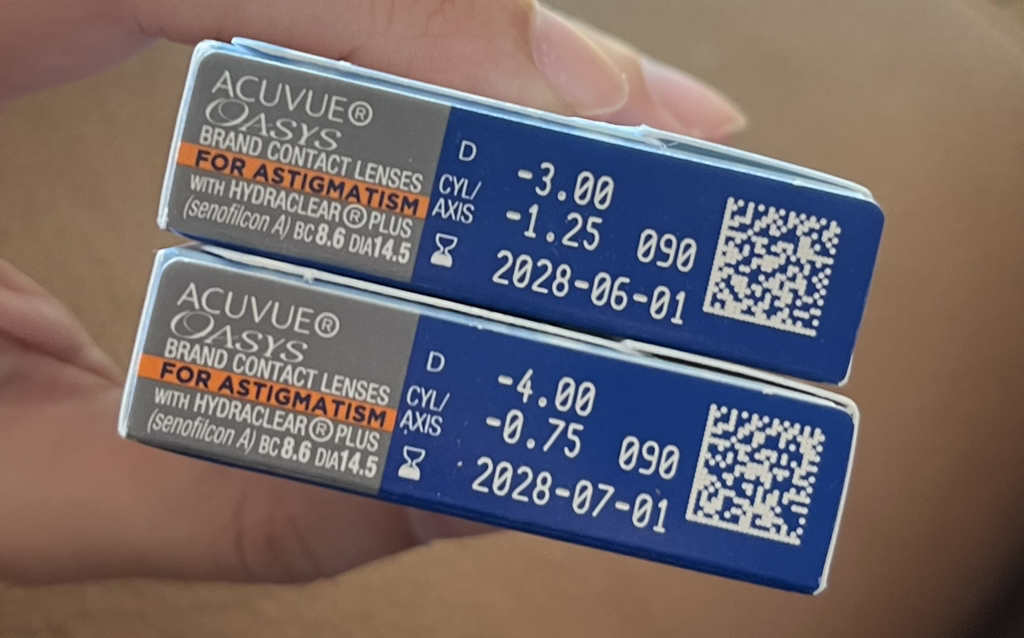 ACUVUE®
OASYS
BRAND CONTACT LENSES
FOR ASTIGMATISM
WITH HYDRACLEAR® PLUS
(senofilcon A) BC 8.6 DIA 14.5
D -3.00
CYL/
AXIS -1.25 090
2028-06-01
ACUVUE®
OASYS
BRAND CONTACT LENSES
FOR ASTIGMATISM
WITH HYDRACLEAR® PLUS
(senofilcon A) BC 8.6 DIA 14.5
D -4.00
CYL/
AXIS -0.75 090
2028-07-01